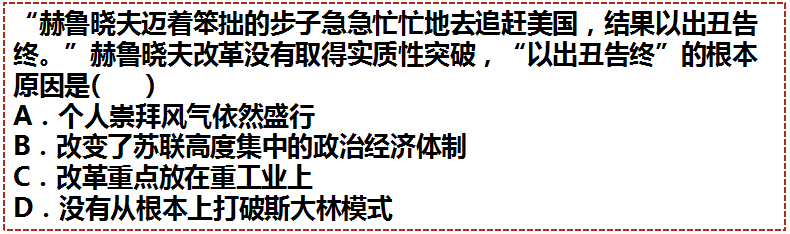 “赫鲁晓夫迈着笨拙的步子急急忙忙地去追赶美国，结果以出丑告
终。”赫鲁晓夫改革没有取得实质性突破，“以出丑告终”的根本
原因是(　　)
A．个人崇拜风气依然盛行
B．改变了苏联高度集中的政治经济体制
C．改革重点放在重工业上
D．没有从根本上打破斯大林模式